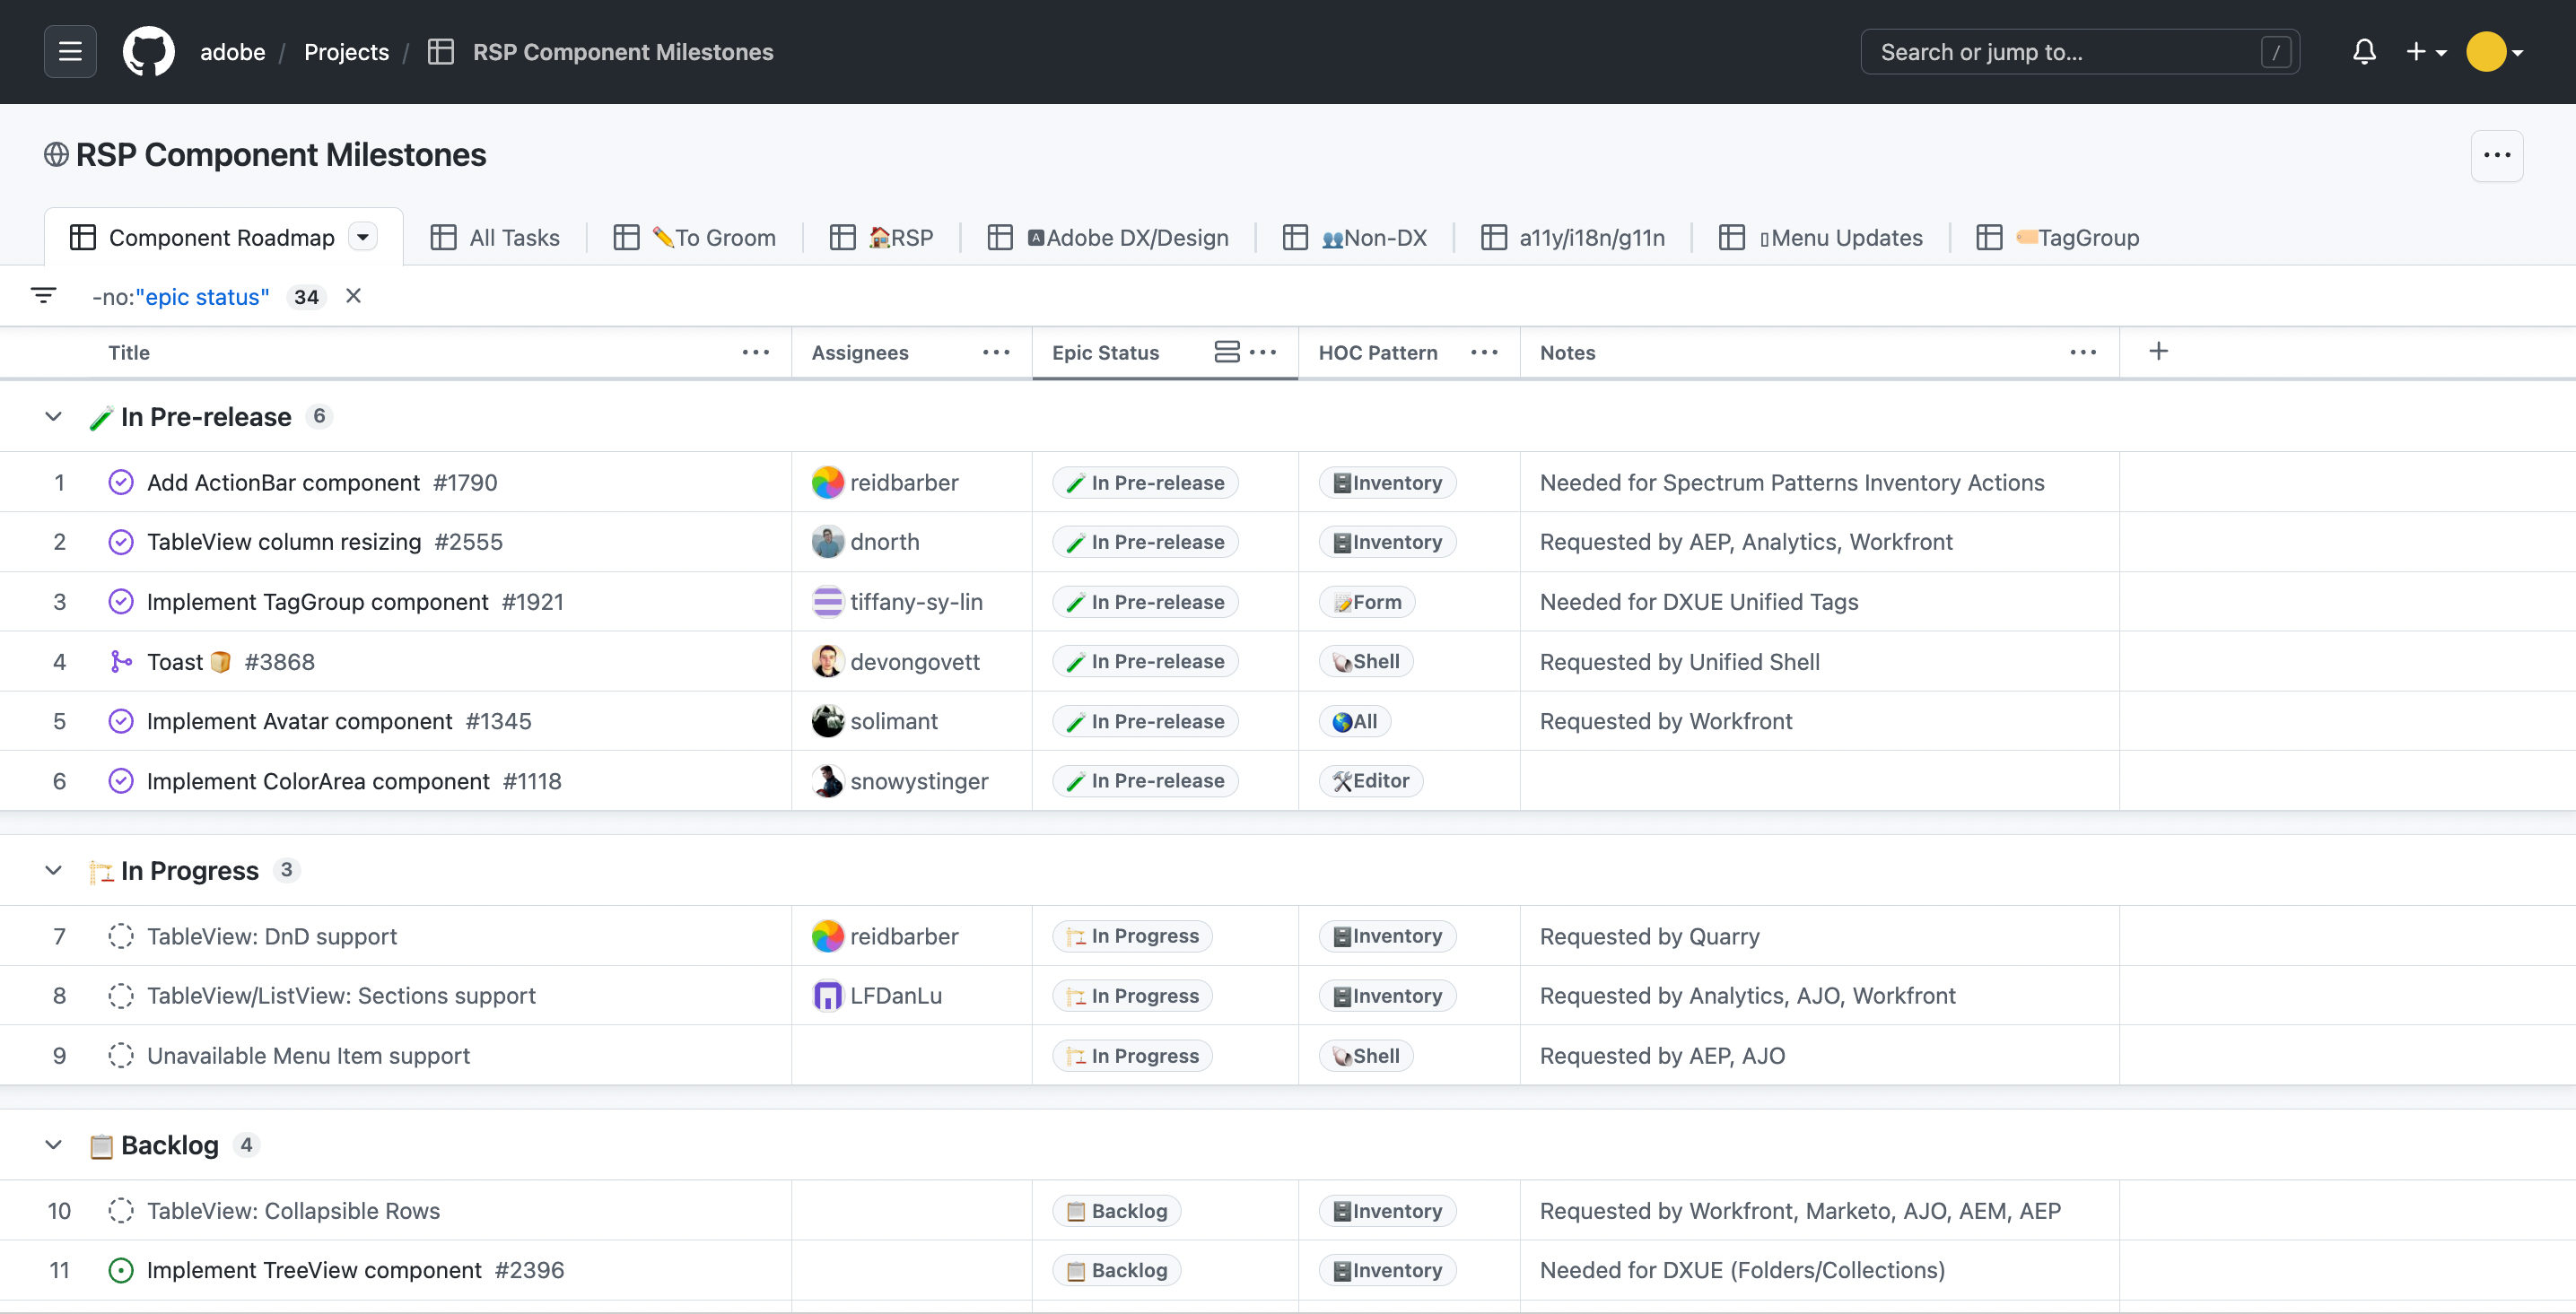 adobe / Projects / RSP Component Milestones Search or jump to... /
RSP Component Milestones
Component Roadmap All Tasks ✏️To Groom 🏠RSP 🅰Adobe DX/Design 👥Non-DX a11y/i18n/g11n ▯Menu Updates 🏷️TagGroup
-no:"epic status" 34
Title Assignees Epic Status HOC Pattern Notes
🧪 In Pre-release 6
1 Add ActionBar component #1790 reidbarber 🧪 In Pre-release 🗄️Inventory Needed for Spectrum Patterns Inventory Actions
2 TableView column resizing #2555 dnorth 🧪 In Pre-release 🗄️Inventory Requested by AEP, Analytics, Workfront
3 Implement TagGroup component #1921 tiffany-sy-lin 🧪 In Pre-release 📝Form Needed for DXUE Unified Tags
4 Toast 🍞 #3868 devongovett 🧪 In Pre-release 🐚Shell Requested by Unified Shell
5 Implement Avatar component #1345 solimant 🧪 In Pre-release 🌎All Requested by Workfront
6 Implement ColorArea component #1118 snowystinger 🧪 In Pre-release 🛠️Editor
🏗️ In Progress 3
7 TableView: DnD support reidbarber 🏗️ In Progress 🗄️Inventory Requested by Quarry
8 TableView/ListView: Sections support LFDanLu 🏗️ In Progress 🗄️Inventory Requested by Analytics, AJO, Workfront
9 Unavailable Menu Item support 🏗️ In Progress 🐚Shell Requested by AEP, AJO
📋 Backlog 4
10 TableView: Collapsible Rows 📋 Backlog 🗄️Inventory Requested by Workfront, Marketo, AJO, AEM, AEP
11 Implement TreeView component #2396 📋 Backlog 🗄️Inventory Needed for DXUE (Folders/Collections)